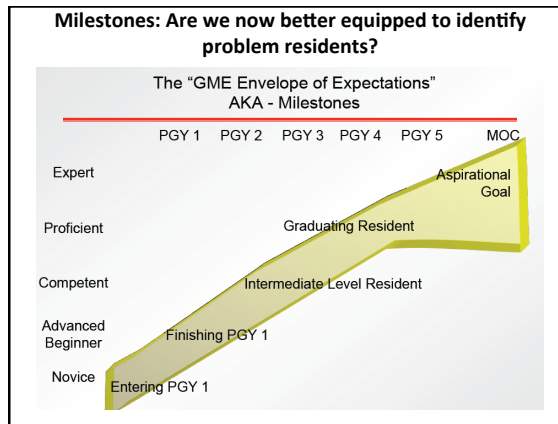 Milestones: Are we now better equipped to identify
problem residents?
The “GME Envelope of Expectations”
AKA - Milestones
PGY 1 PGY 2 PGY 3 PGY 4 PGY 5 MOC
Expert
Aspirational
Goal
Proficient
Graduating Resident
Competent
Intermediate Level Resident
Advanced
Beginner
Finishing PGY 1
Novice
Entering PGY 1